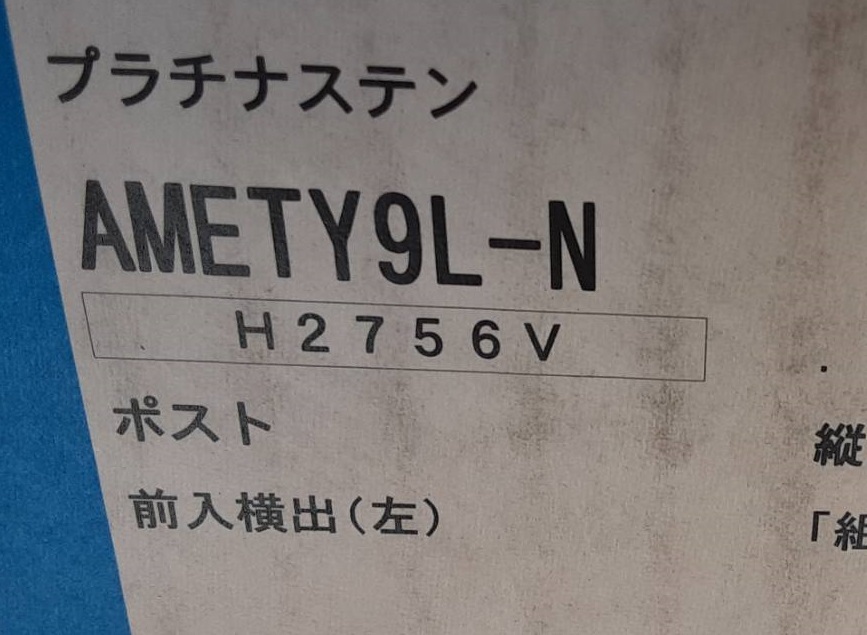 プラチナステン
AMETY9L-N
H2756V
ポスト
前入横出(左)
縦
「組